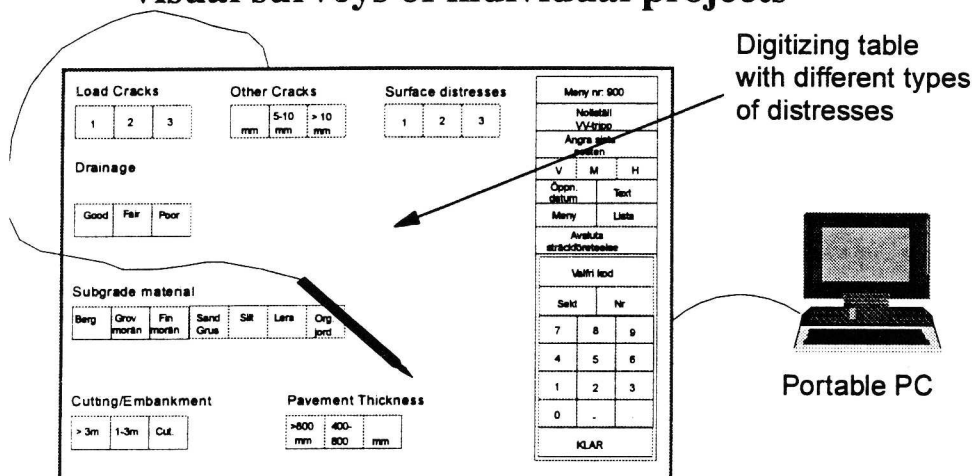 visual surveys of individual projects
Digitizing table
with different types
of distresses
Load Cracks
1 2 3
Other Cracks
mm 5-10 mm > 10 mm
Surface distresses
1 2 3
Drainage
Good Fair Poor
Subgrade material
Berg Grov morän Fin morän Sand Grus Silt Lera Org. jord
Cutting/Embankment
> 3m 1-3m Cut.
Pavement Thickness
>800 mm 400-800 mm
Meny nr: 900
Nollställ
VV-tripp
Ångra sista
posten
V M H
Öppn. datum Text
Meny Lista
Avsluta
sträckföreteelse
Valfri kod
Sekt Nr
7 8 9
4 5 6
1 2 3
0 - .
KLAR
Portable PC